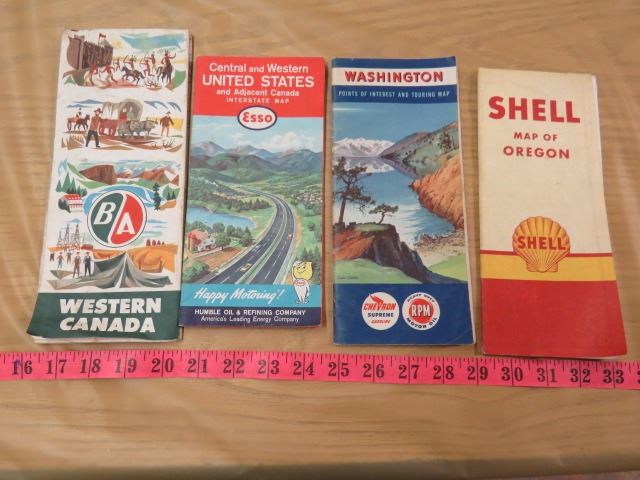 B/A
WESTERN
CANADA
Central and Western
UNITED STATES
and Adjacent Canada
INTERSTATE MAP
Esso
Happy Motoring!
HUMBLE OIL & REFINING COMPANY
America's Leading Energy Company
WASHINGTON
POINTS OF INTEREST AND TOURING MAP
CHEVRON
SUPREME
GASOLINE
RPM
MOTOR OIL
SHELL
MAP OF
OREGON
SHELL
16 17 18 19 20 21 22 23 24 25 26 27 28 29 30 31 32 33